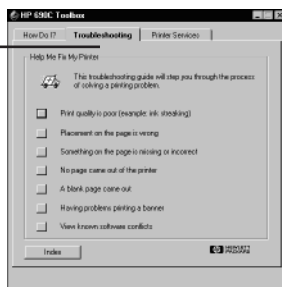 HP 690C Toolbox
How Do I?
Troubleshooting
Printer Services
Help Me Fix My Printer
This troubleshooting guide will step you through the process
of solving a printing problem.
Print quality is poor (example: ink streaking)
Placement on the page is wrong
Something on the page is missing or incorrect
No page came out of the printer
A blank page came out
Having problems printing a banner
View known software conflicts
Index
HEWLETT
PACKARD